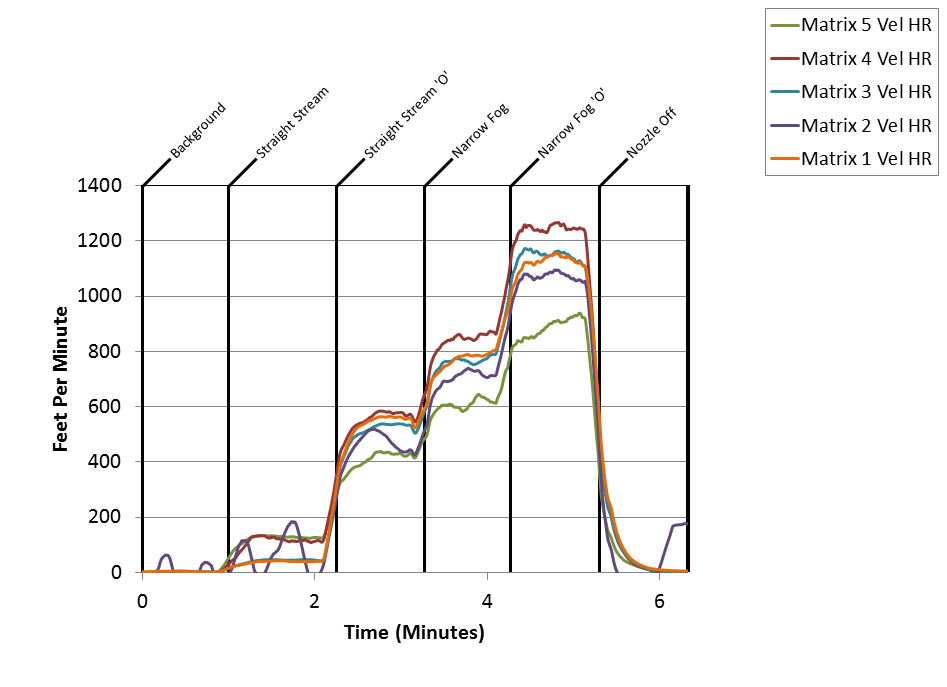 Matrix 5 Vel HR
Matrix 4 Vel HR
Matrix 3 Vel HR
Matrix 2 Vel HR
Matrix 1 Vel HR
Background
Straight Stream
Straight Stream 'O'
Narrow Fog
Narrow Fog 'O'
Nozzle Off
1400
1200
1000
800
600
400
200
0
Feet Per Minute
0 2 4 6
Time (Minutes)